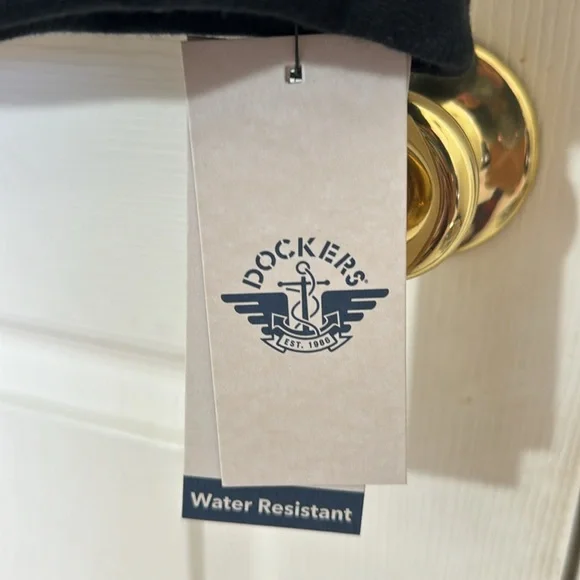 DOCKERS®
EST. 1986
Water Resistant